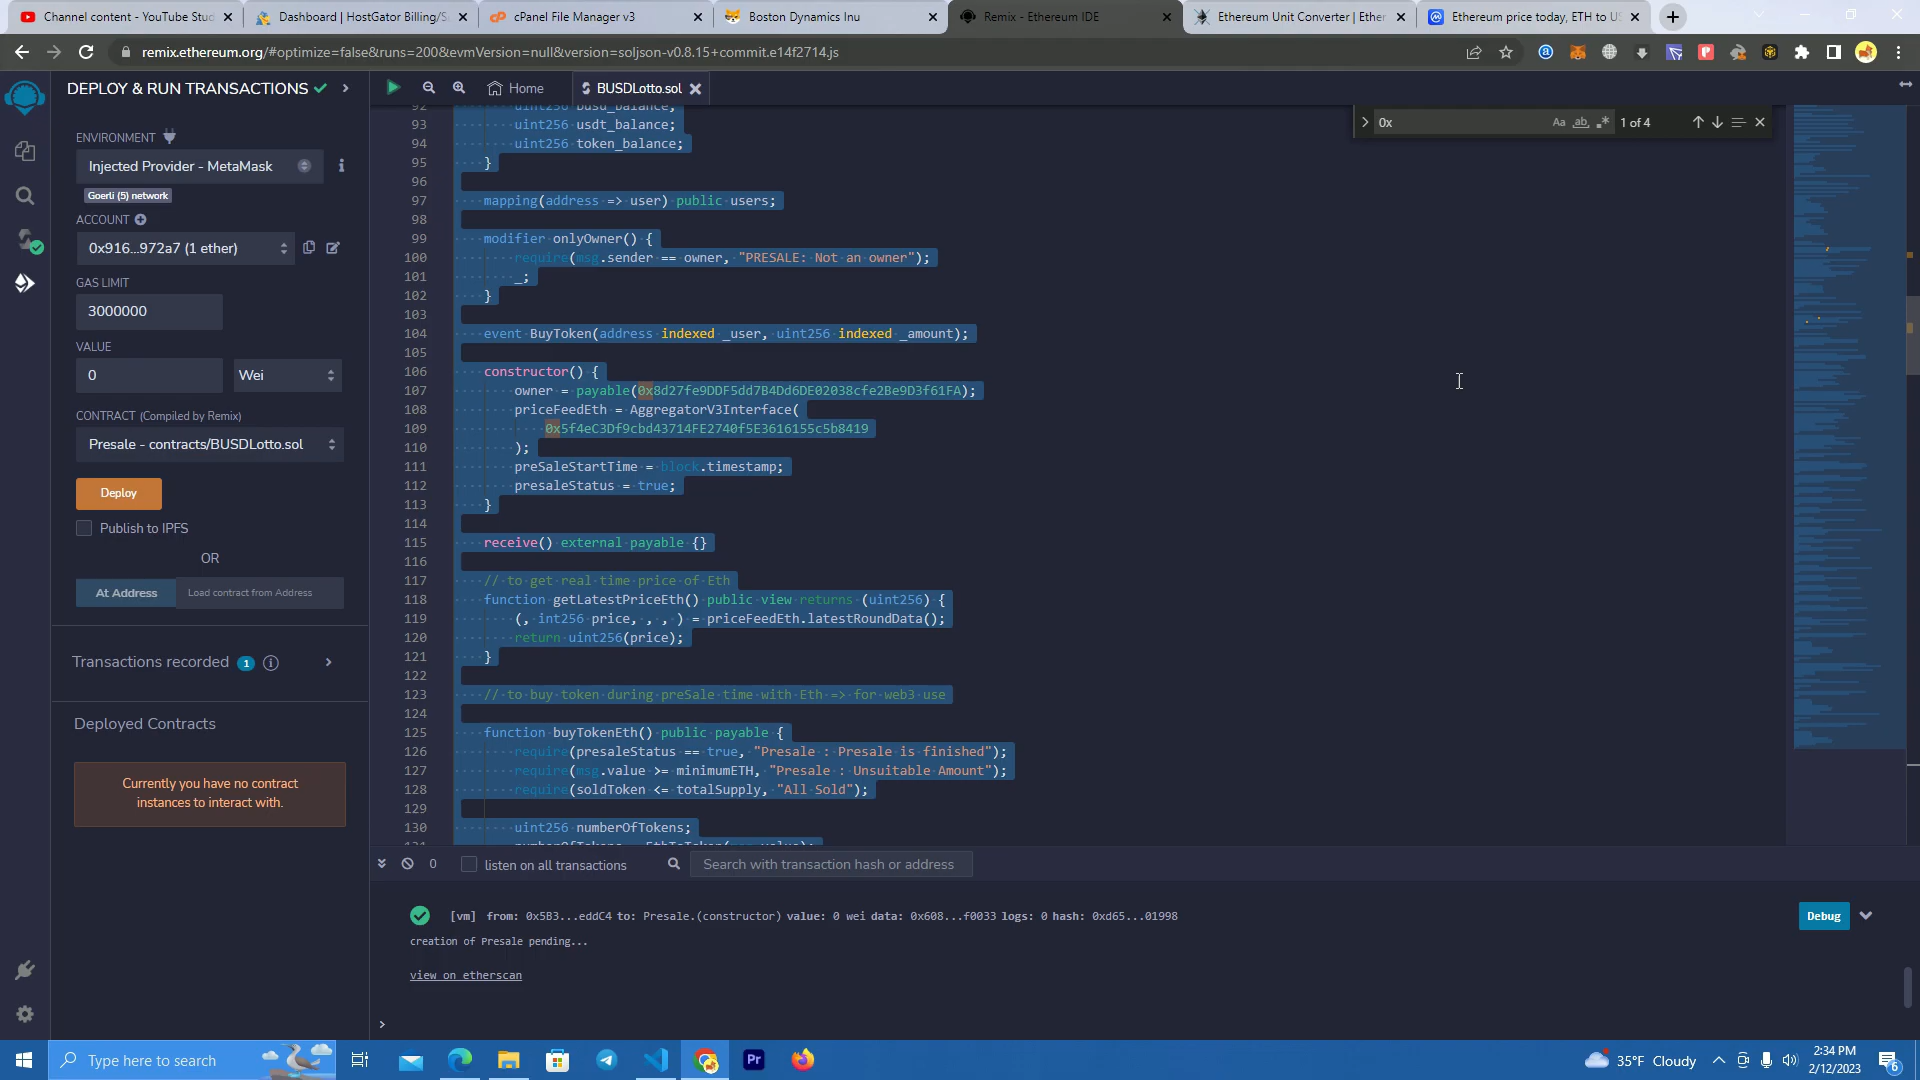 Channel content - YouTube Stud
Dashboard | HostGator Billing/S
cPanel File Manager v3
Boston Dynamics Inu
Remix - Ethereum IDE
Ethereum Unit Converter | Ether
Ethereum price today, ETH to US
remix.ethereum.org/#optimize=false&runs=200&evmVersion=null&version=soljson-v0.8.15+commit.e14f2714.js
DEPLOY & RUN TRANSACTIONS
Home
BUSDLotto.sol
ENVIRONMENT
Injected Provider - MetaMask
Goerli (5) network
ACCOUNT
0x916...972a7 (1 ether)
GAS LIMIT
3000000
VALUE
0
Wei
CONTRACT (Compiled by Remix)
Presale - contracts/BUSDLotto.sol
Deploy
Publish to IPFS
OR
At Address
Load contract from Address
Transactions recorded 1
Deployed Contracts
Currently you have no contract
instances to interact with.
0x
1 of 4
92 uint256 busd_balance;
93 uint256 usdt_balance;
94 uint256 token_balance;
95 }
96
97 mapping(address => user) public users;
98
99 modifier onlyOwner() {
100 require(msg.sender == owner, "PRESALE: Not an owner");
101 _;
102 }
103
104 event BuyToken(address indexed _user, uint256 indexed _amount);
105
106 constructor() {
107 owner = payable(0x8d27fe9DDF5dd7B4Dd6DE02038cfe2Be9D3f61FA);
108 priceFeedEth = AggregatorV3Interface(
109 0x5f4eC3Df9cbd43714FE2740f5E3616155c5b8419
110 );
111 preSaleStartTime = block.timestamp;
112 presaleStatus = true;
113 }
114
115 receive() external payable {}
116
117 // to get real time price of Eth
118 function getLatestPriceEth() public view returns (uint256) {
119 (, int256 price, , , ) = priceFeedEth.latestRoundData();
120 return uint256(price);
121 }
122
123 // to buy token during preSale time with Eth => for web3 use
124
125 function buyTokenEth() public payable {
126 require(presaleStatus == true, "Presale : Presale is finished");
127 require(msg.value >= minimumETH, "Presale : Unsuitable Amount");
128 require(soldToken <= totalSupply, "All Sold");
129
130 uint256 numberOfTokens;
131 numberOfTokens = EthToToken(msg.value);
0
listen on all transactions
Search with transaction hash or address
[vm] from: 0x5B3...eddC4 to: Presale.(constructor) value: 0 wei data: 0x608...f0033 logs: 0 hash: 0xd65...01998
Debug
creation of Presale pending...
view on etherscan
>
Type here to search
Pr
35°F Cloudy
2:34 PM
2/12/2023
6